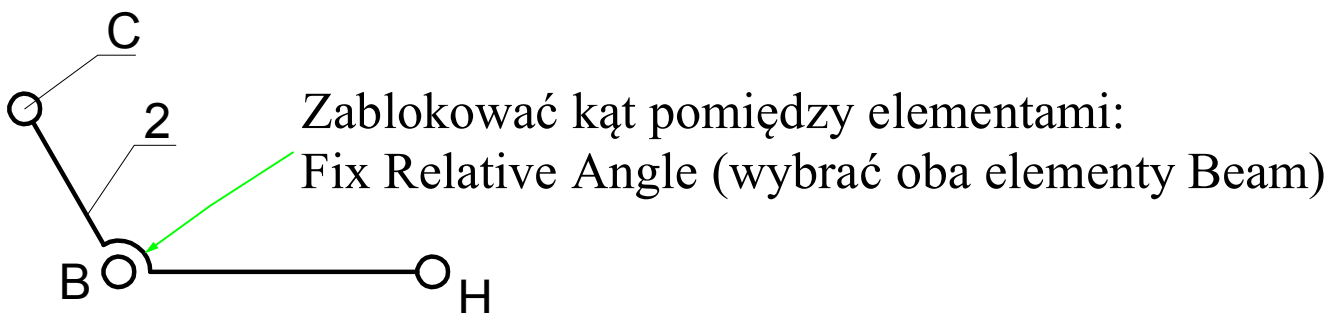 C
2
Zablokować kąt pomiędzy elementami:
Fix Relative Angle (wybrać oba elementy Beam)
B
H